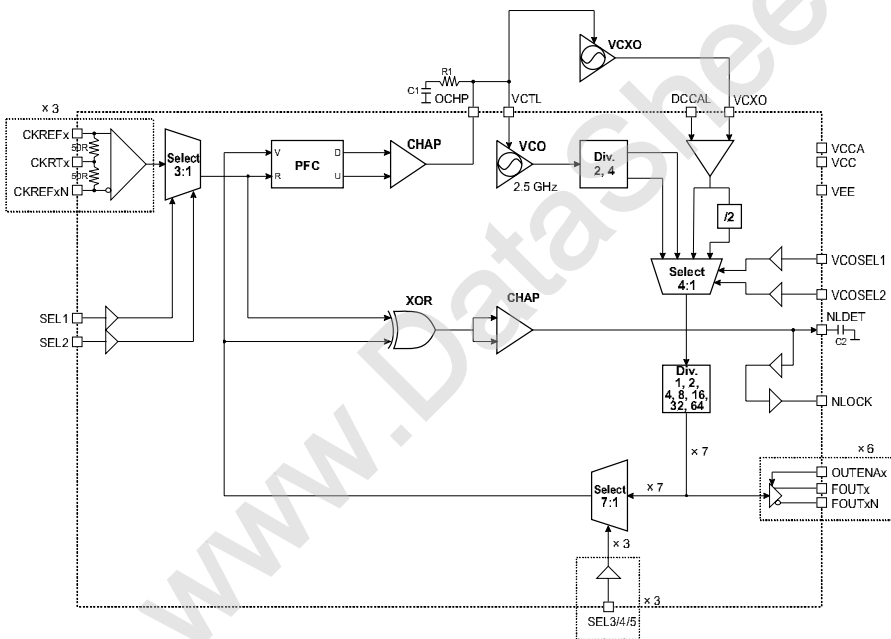 VCXO
R1
C1
OCHP
VCTL
DCCAL
VCXO
× 3
CKREFx
50R
CKRTx
50R
CKREFxN
Select
3:1
V
R
PFC
D
U
CHAP
VCO
2.5 GHz
Div.
2, 4
/2
VCCA
VCC
VEE
Select
4:1
VCOSEL1
VCOSEL2
SEL1
SEL2
XOR
CHAP
NLDET
C2
Div.
1, 2,
4, 8, 16,
32, 64
NLOCK
× 7
× 6
Select
7:1
× 7
OUTENAx
FOUTx
FOUTxN
× 3
× 3
SEL3/4/5
www.DataShee